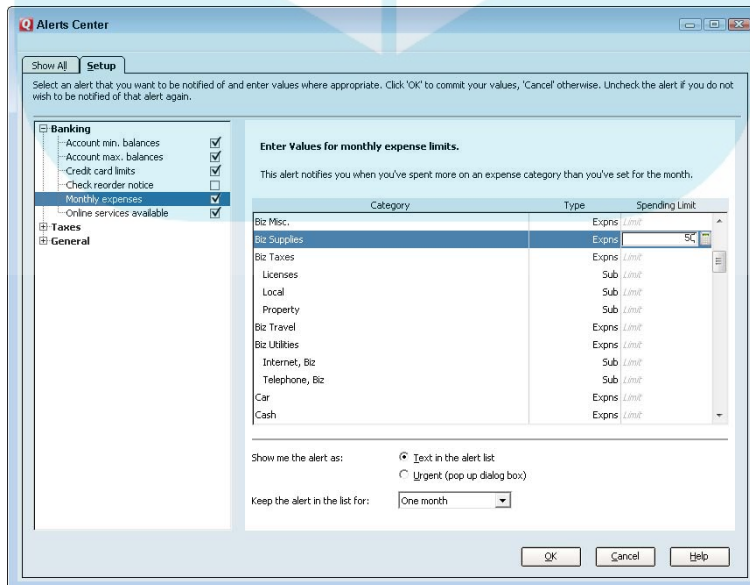 Alerts Center
Show All Setup
Select an alert that you want to be notified of and enter values where appropriate. Click 'OK' to commit your values, 'Cancel' otherwise. Uncheck the alert if you do not
wish to be notified of that alert again.
Banking
Account min. balances
Account max. balances
Credit card limits
Check reorder notice
Monthly expenses
Online services available
Taxes
General
Enter Values for monthly expense limits.
This alert notifies you when you've spent more on an expense category than you've set for the month.
Category Type Spending Limit
Biz Misc. Expns Limit
Biz Supplies Expns
Biz Taxes Expns Limit
Licenses Sub Limit
Local Sub Limit
Property Sub Limit
Biz Travel Expns Limit
Biz Utilities Expns Limit
Internet, Biz Sub Limit
Telephone, Biz Sub Limit
Car Expns Limit
Cash Expns Limit
Show me the alert as: Text in the alert list
Urgent (pop up dialog box)
Keep the alert in the list for: One month
OK Cancel Help